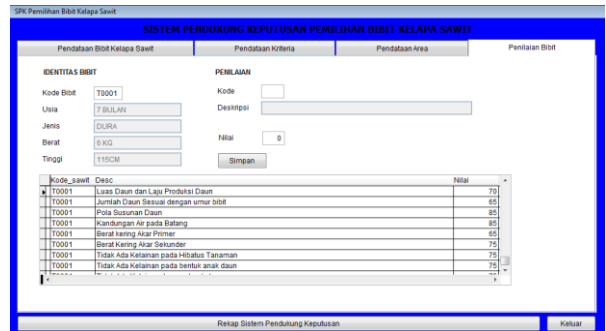 SPK Pemilihan Bibit Kelapa Sawit
SISTEM PENDUKUNG KEPUTUSAN PEMILIHAN BIBIT KELAPA SAWIT
Pendataan Bibit Kelapa Sawit Pendataan Kriteria Pendataan Area Penilaian Bibit
IDENTITAS BIBIT PENILAIAN
Kode Bibit T0001 Kode
Usia 7 BULAN Deskripsi
Jenis DURA
Berat 6 KG Nilai 0
Tinggi 115CM Simpan
Kode_sawit Desc Nilai
T0001 Luas Daun dan Laju Produksi Daun 70
T0001 Jumlah Daun Sesuai dengan umur bibit 65
T0001 Pola Susunan Daun 85
T0001 Kandungan Air pada Batang 85
T0001 Berat kering Akar Primer 65
T0001 Berat Kering Akar Sekunder 75
T0001 Tidak Ada Kelainan pada Hibatus Tanaman 75
T0001 Tidak Ada Kelainan pada bentuk anak daun 75
Rekap Sistem Pendukung Keputusan Keluar